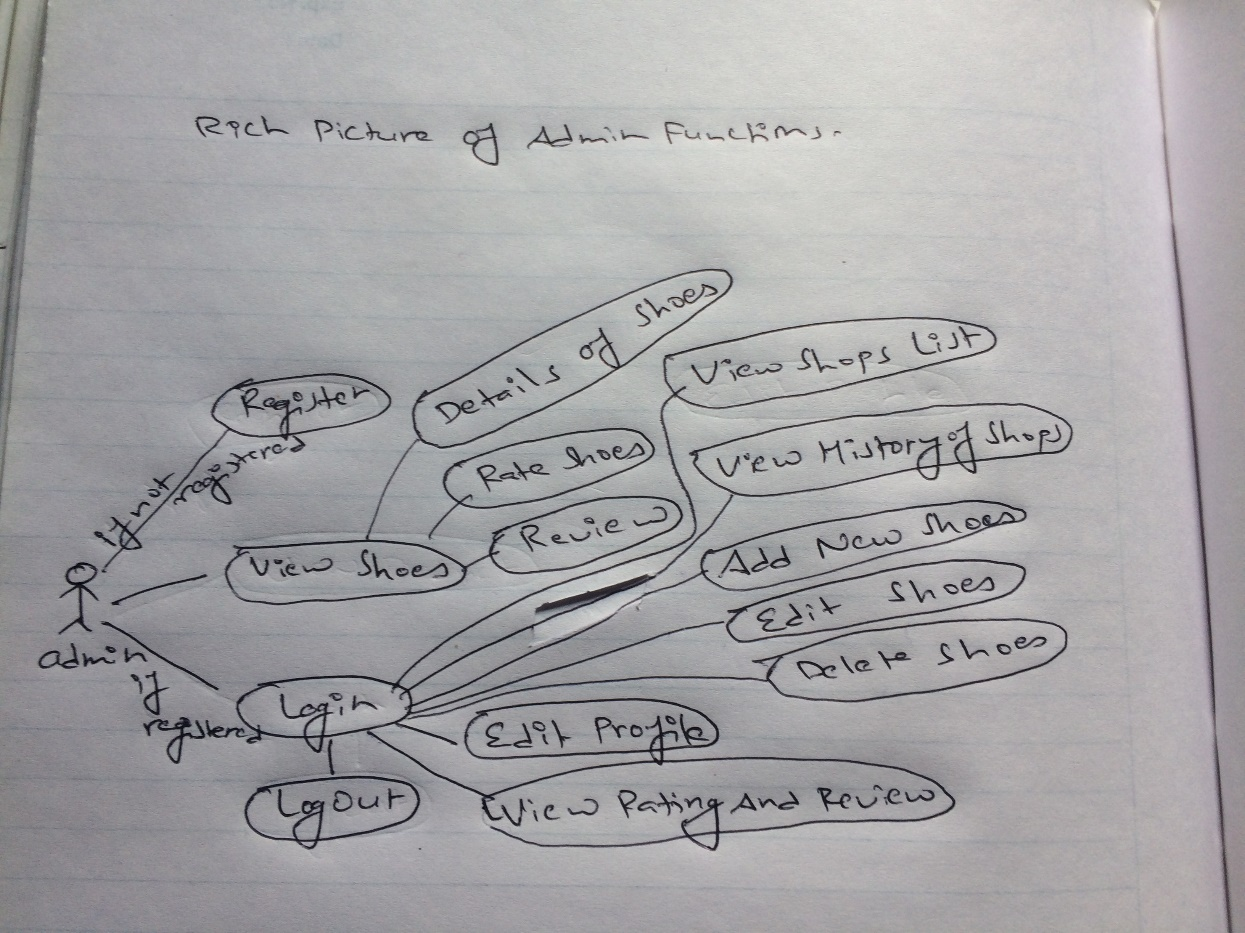 Rich Picture of Admin Functions.
Details of Shoes
View Shops List
Register
if not registered
Rate Shoes
View History of Shops
Review
View Shoes
Add New Shoes
Edit Shoes
Delete Shoes
admin
if registered
Login
Edit Profile
LogOut
View Rating And Review